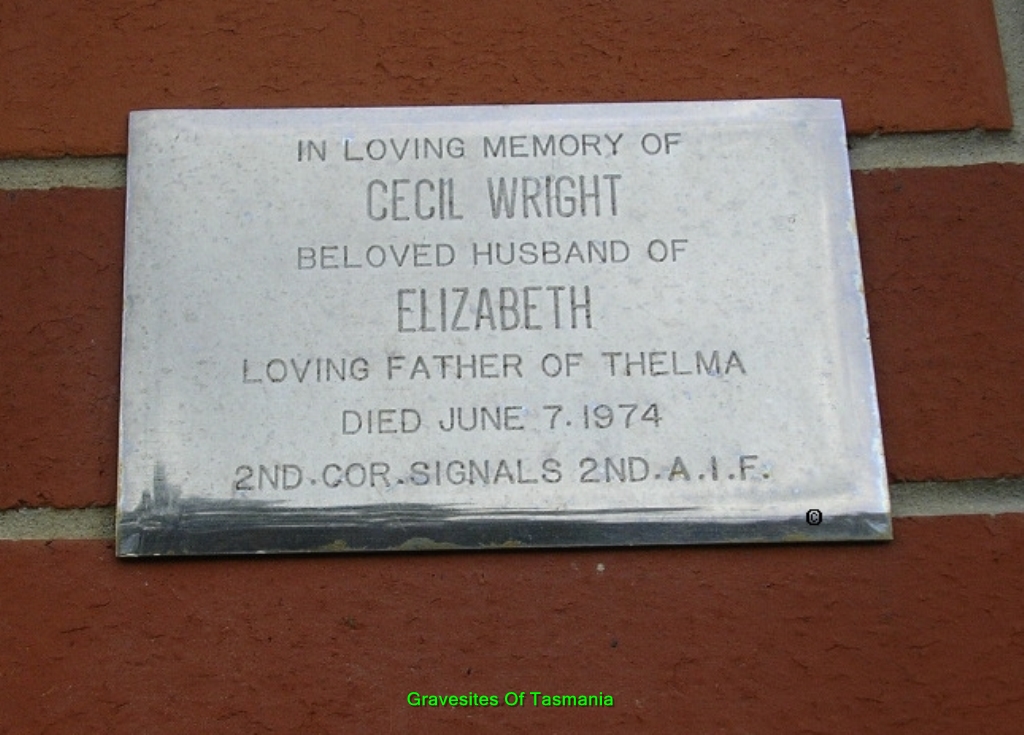 IN LOVING MEMORY OF
CECIL WRIGHT
BELOVED HUSBAND OF
ELIZABETH
LOVING FATHER OF THELMA
DIED JUNE 7.1974
2ND.COR.SIGNALS 2ND.A.I.F.
©
Gravesites Of Tasmania